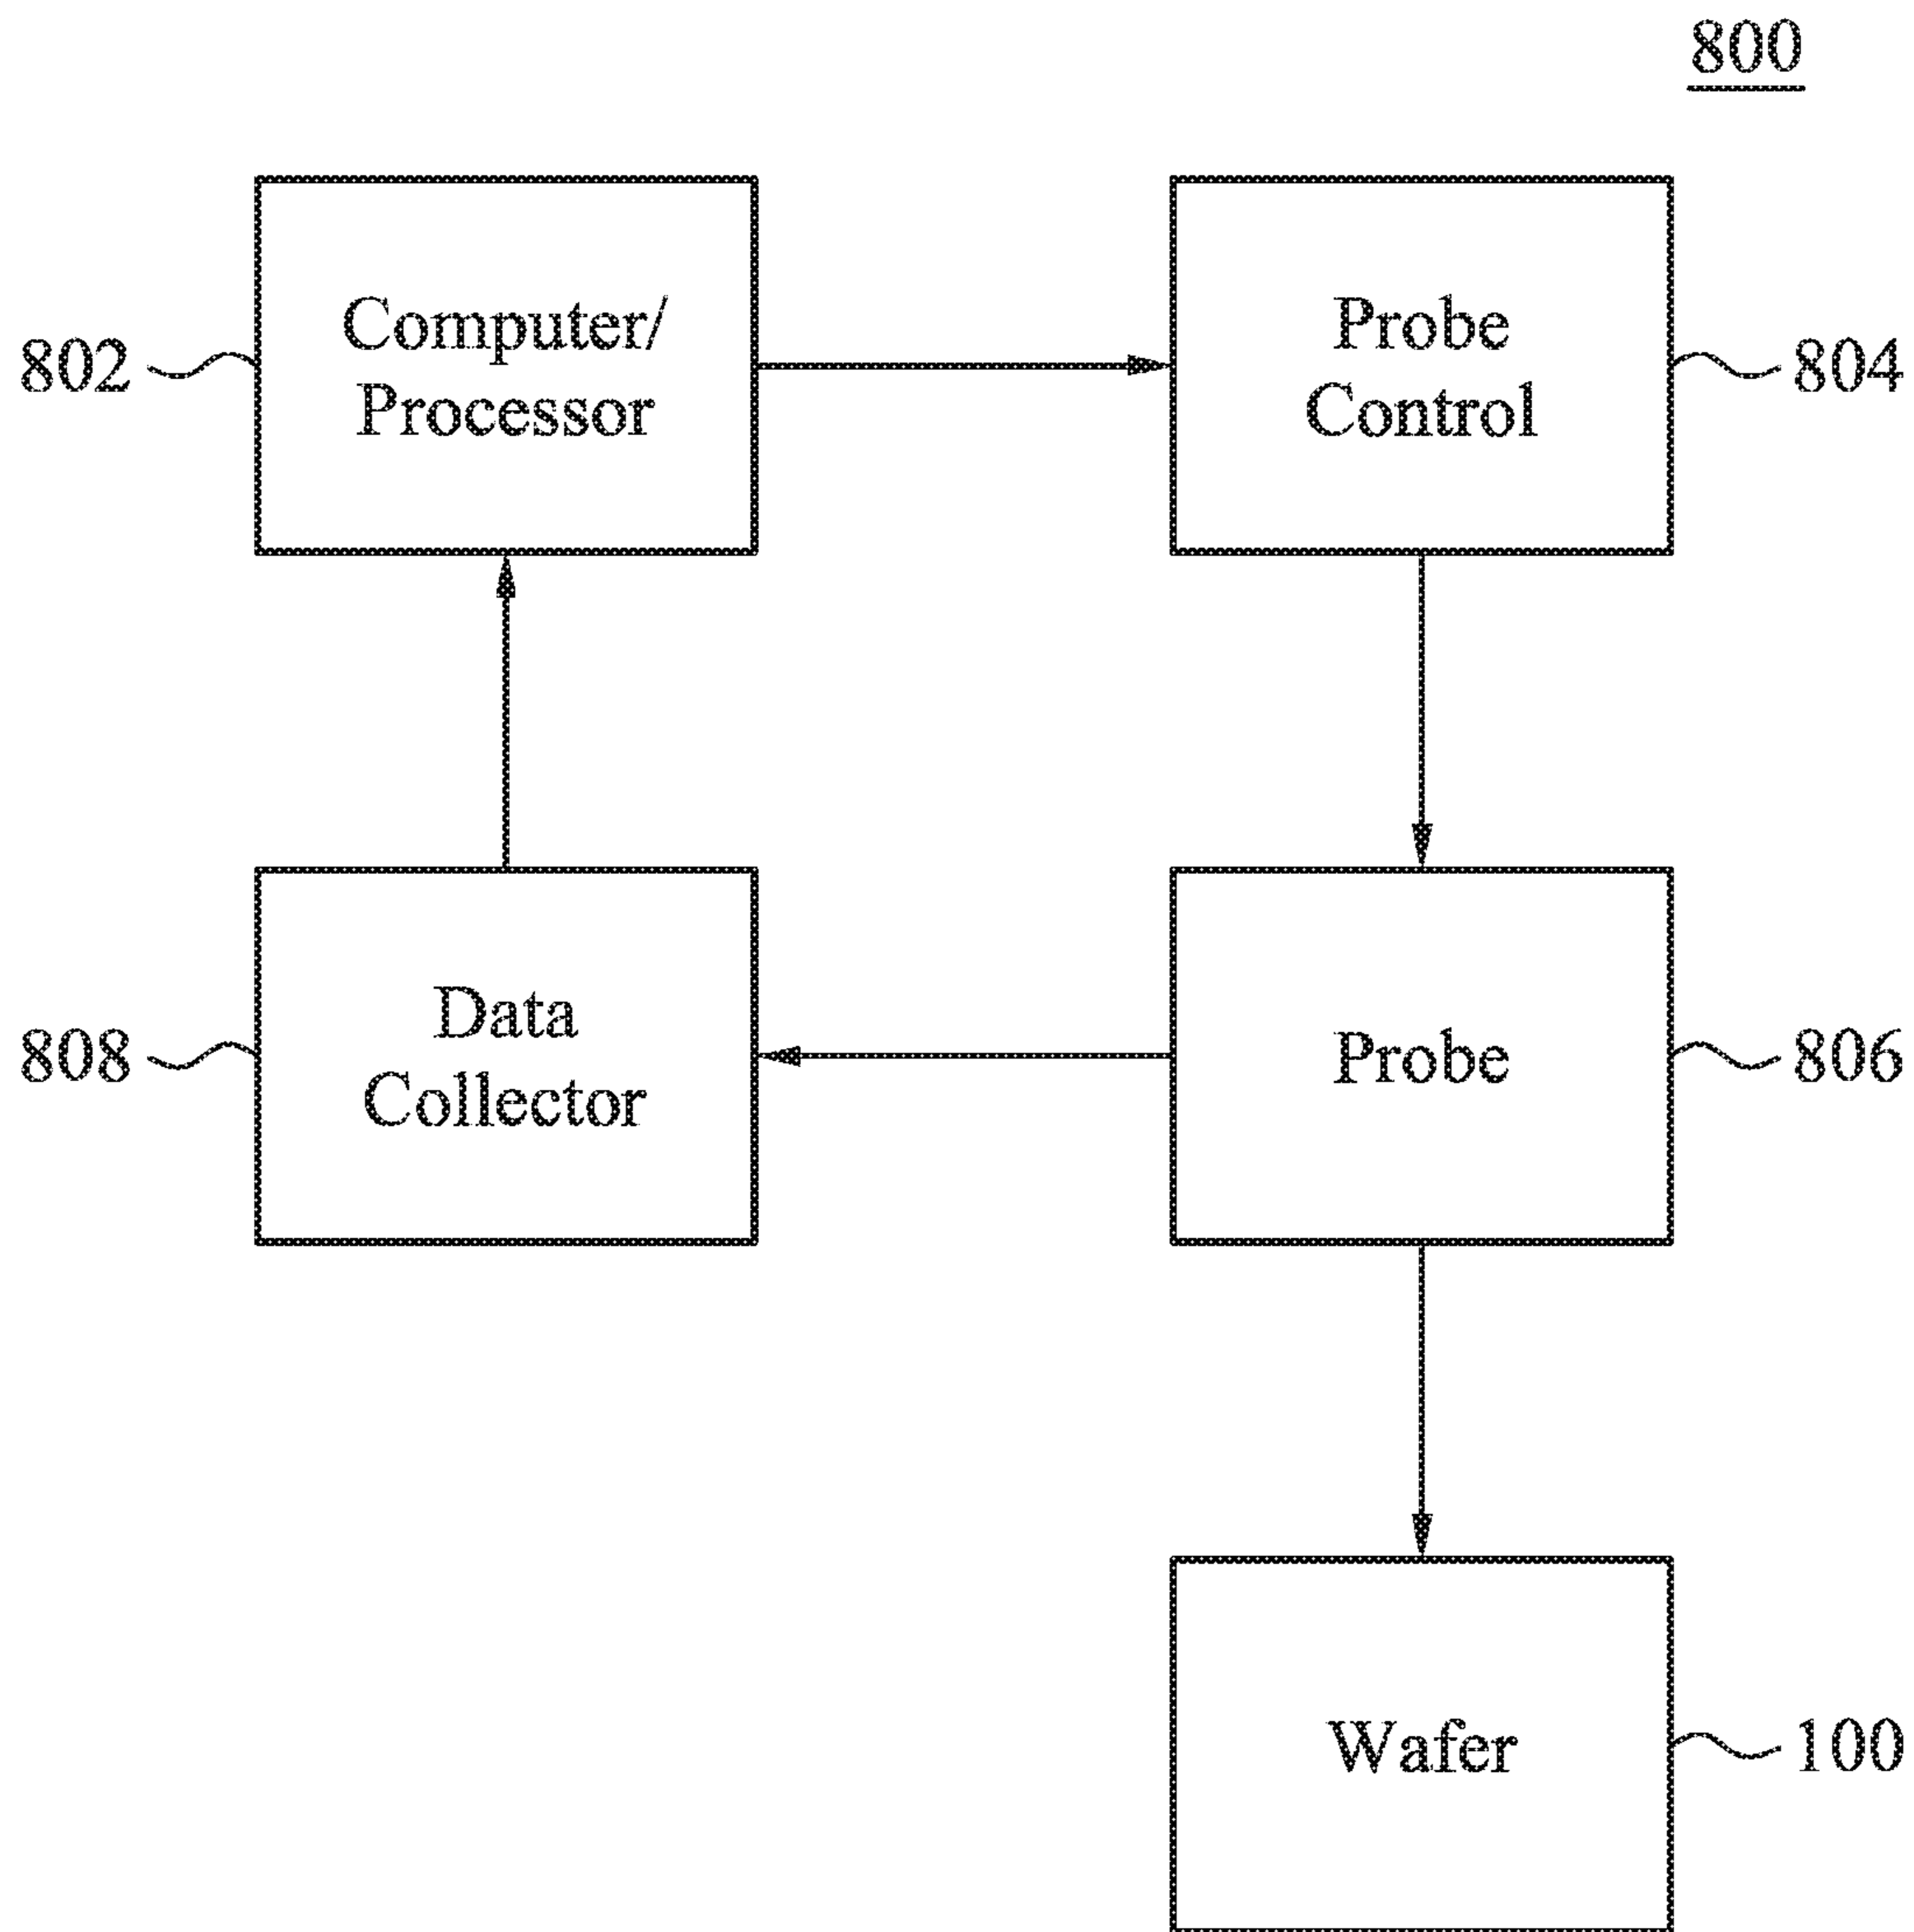 800
802
Computer/
Processor
Probe
Control
804
808
Data
Collector
Probe
806
Wafer
100